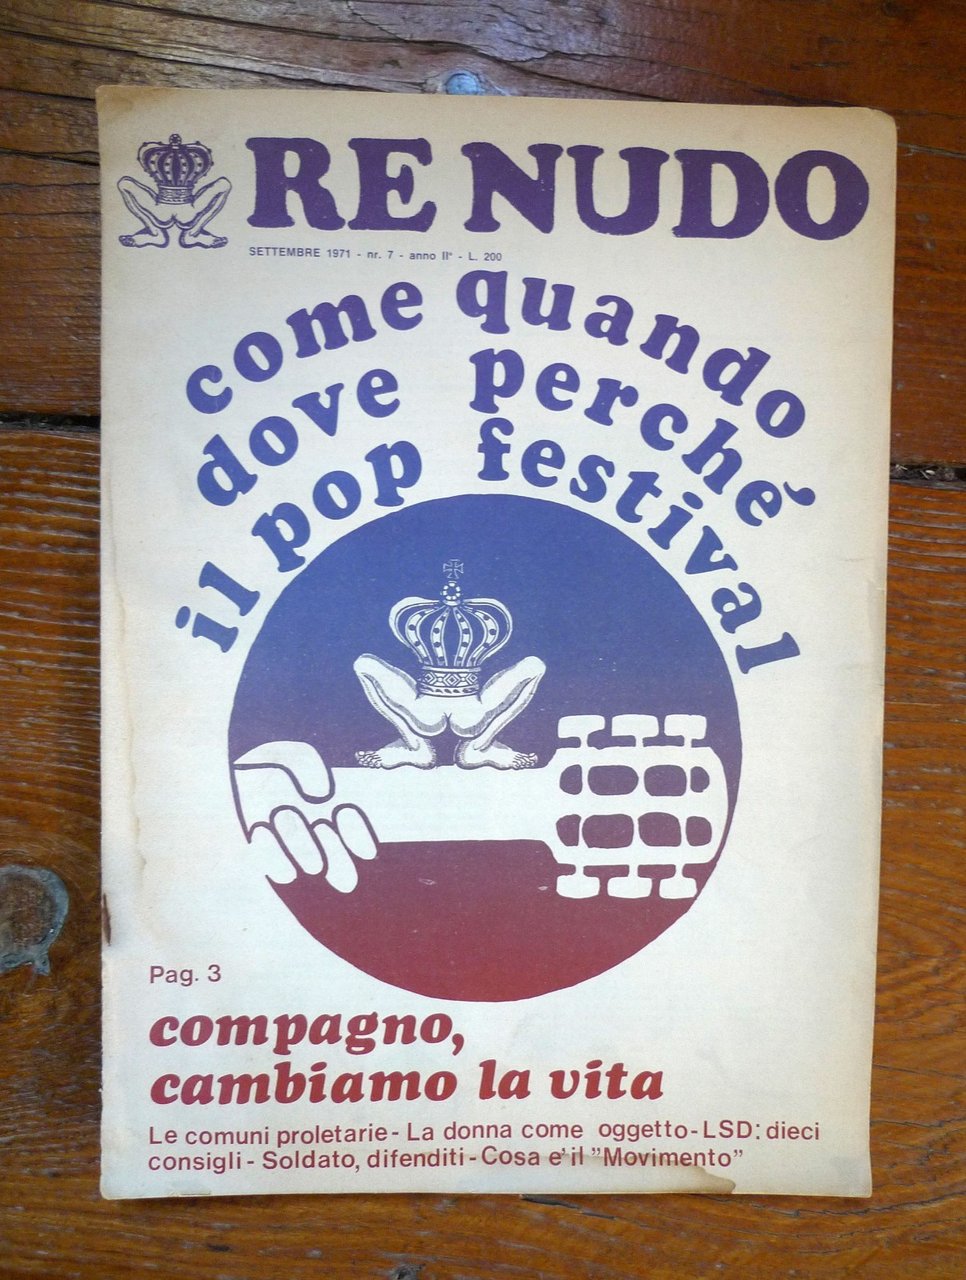 RE NUDO
SETTEMBRE 1971 - nr. 7 - anno II° - L. 200
come quando
dove perché
il pop festival
Pag. 3
compagno,
cambiamo la vita
Le comuni proletarie - La donna come oggetto - LSD: dieci
consigli - Soldato, difenditi - Cosa e' il "Movimento"